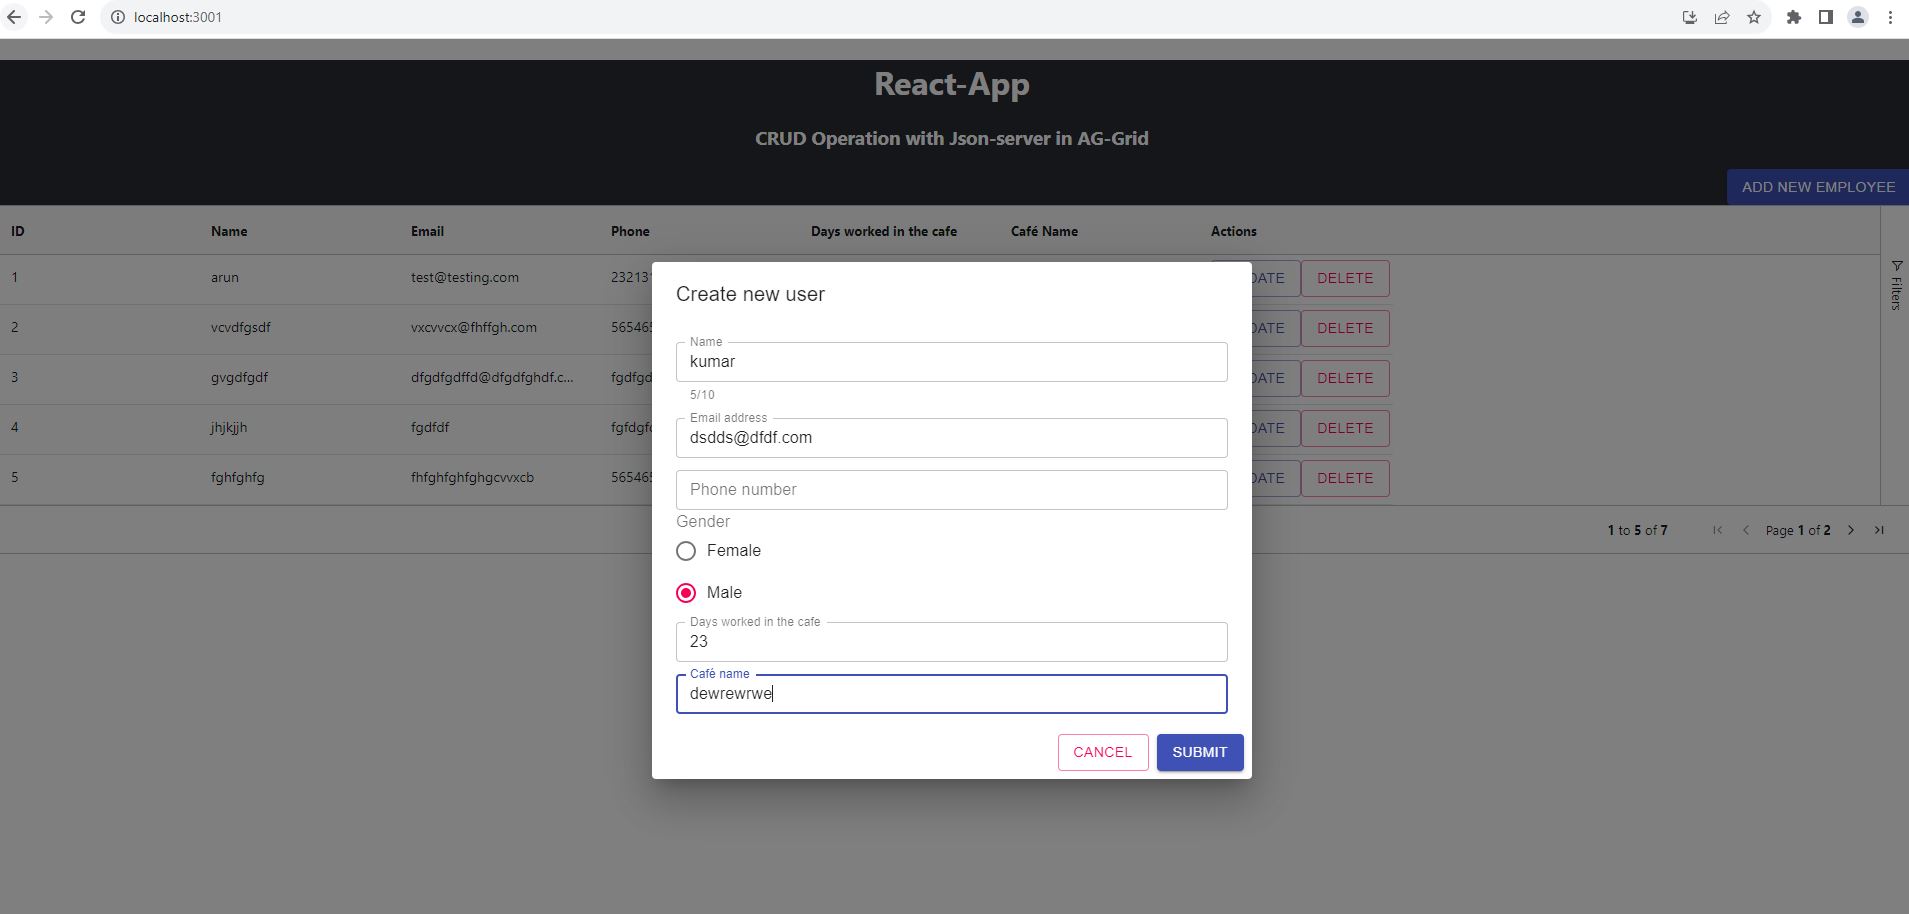 localhost:3001
React-App
CRUD Operation with Json-server in AG-Grid
ADD NEW EMPLOYEE
ID Name Email Phone Days worked in the cafe Café Name Actions
1 arun test@testing.com 23213 DATE DELETE
2 vcvdfgsdf vxcvvcx@fhffgh.com 56546 DATE DELETE
3 gvgdfgdf dfgdfgdffd@dfgdfghdf.c... fgdfgd DATE DELETE
4 jhjkjjh fgdfdf fgfdgf DATE DELETE
5 fghfghfg fhfghfghfghgcvvxcb 56546 DATE DELETE
Filters
1 to 5 of 7 Page 1 of 2
Create new user
Name
kumar
5/10
Email address
dsdds@dfdf.com
Phone number
Gender
Female
Male
Days worked in the cafe
23
Café name
dewrewrwe
CANCEL SUBMIT